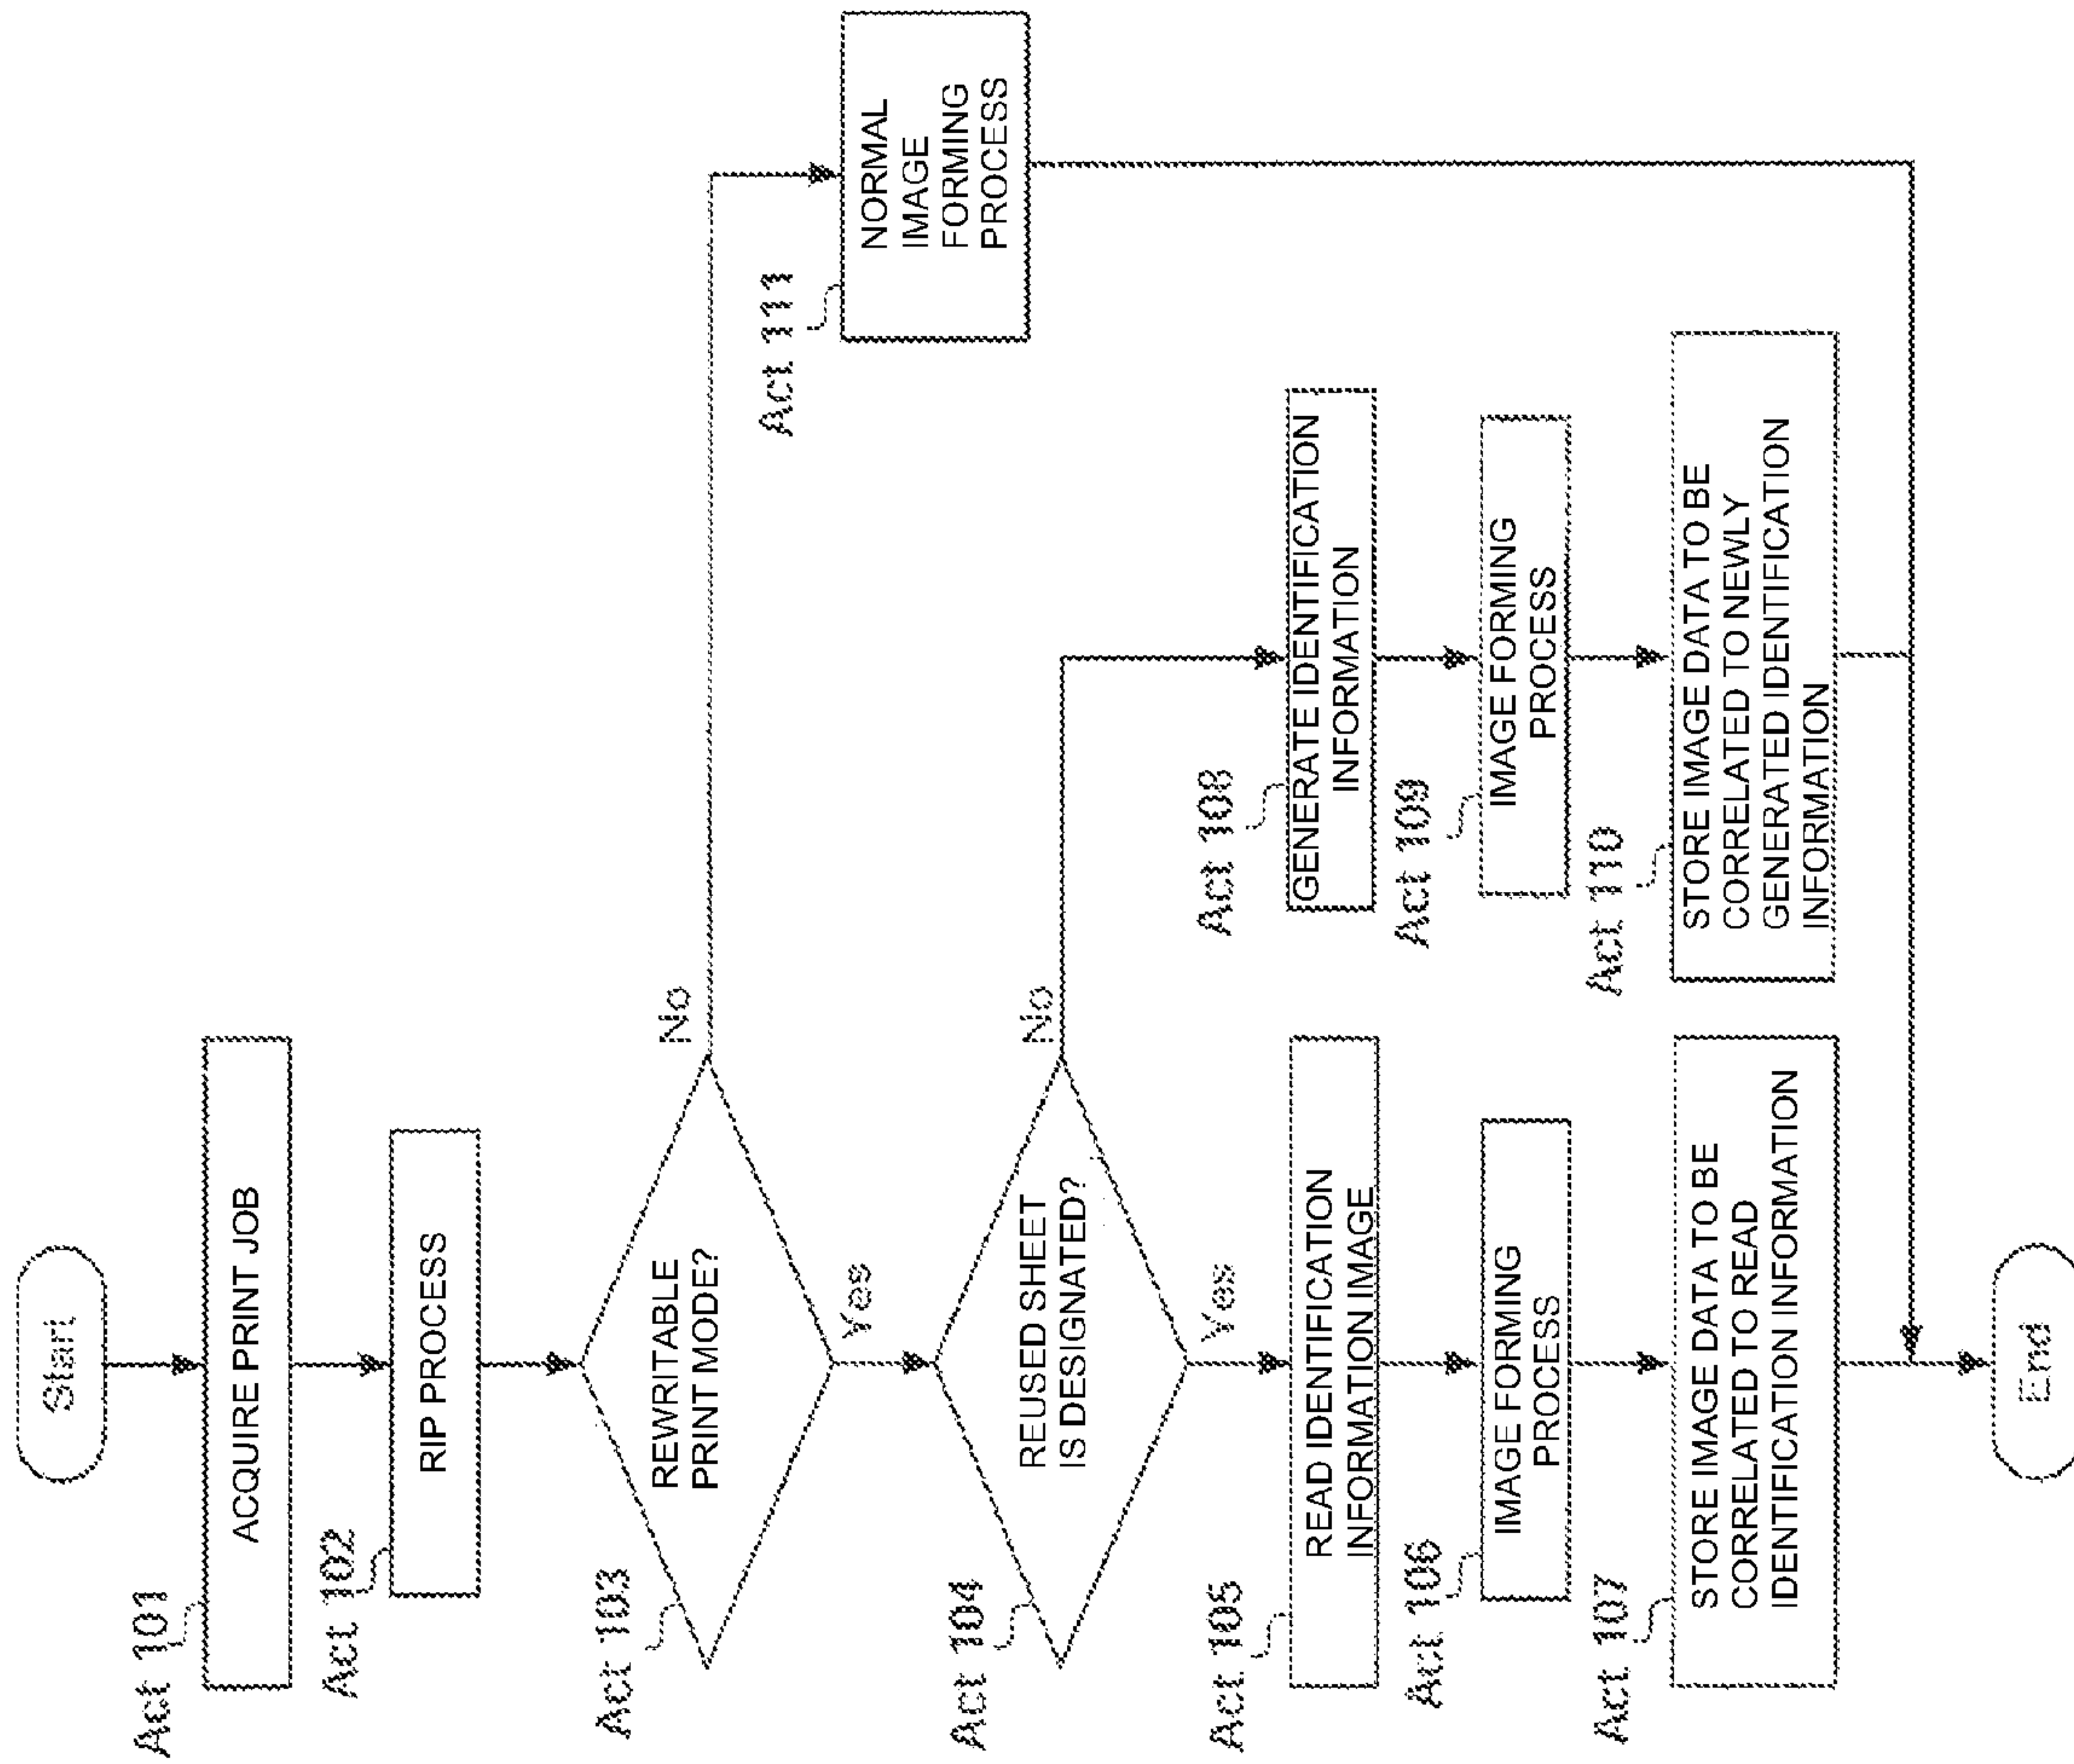 Start
Act 101
ACQUIRE PRINT JOB
Act 102
RIP PROCESS
Act 103
REWRITABLE
PRINT MODE?
No
Yes
Act 104
REUSED SHEET
IS DESIGNATED?
No
Yes
Act 105
READ IDENTIFICATION
INFORMATION IMAGE
Act 106
IMAGE FORMING
PROCESS
Act 107
STORE IMAGE DATA TO BE
CORRELATED TO READ
IDENTIFICATION INFORMATION
Act 108
GENERATE IDENTIFICATION
INFORMATION
Act 109
IMAGE FORMING
PROCESS
Act 110
STORE IMAGE DATA TO BE
CORRELATED TO NEWLY
GENERATED IDENTIFICATION
INFORMATION
Act 111
NORMAL
IMAGE
FORMING
PROCESS
End